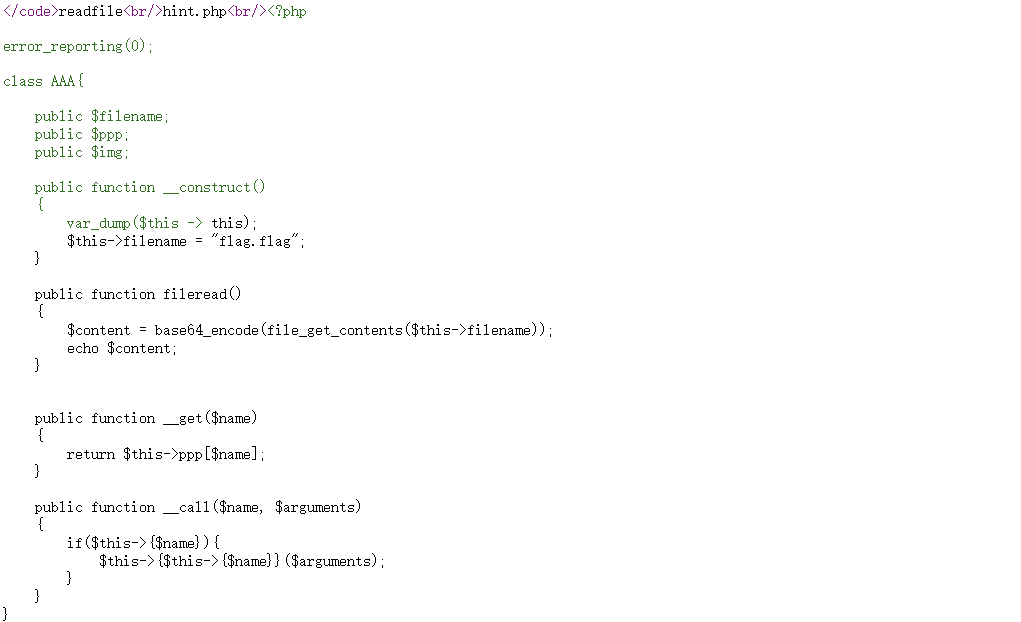 </code>readfile<br/>hint.php<br/><?php
error_reporting(0);
class AAA{
public $filename;
public $ppp;
public $img;
public function __construct()
{
var_dump($this -> this);
$this->filename = "flag.flag";
}
public function fileread()
{
$content = base64_encode(file_get_contents($this->filename));
echo $content;
}
public function __get($name)
{
return $this->ppp[$name];
}
public function __call($name, $arguments)
{
if($this->{$name}){
$this->{$this->{$name}}($arguments);
}
}
}